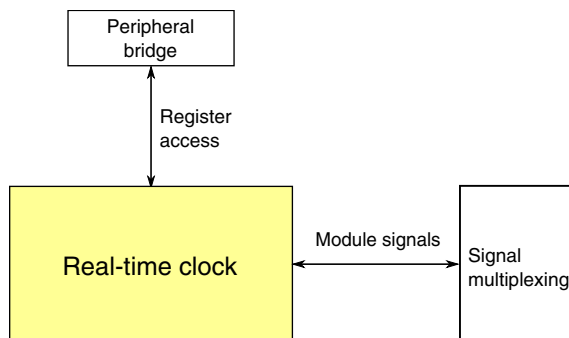 Peripheral
bridge
Register
access
Real-time clock
Module signals
Signal
multiplexing